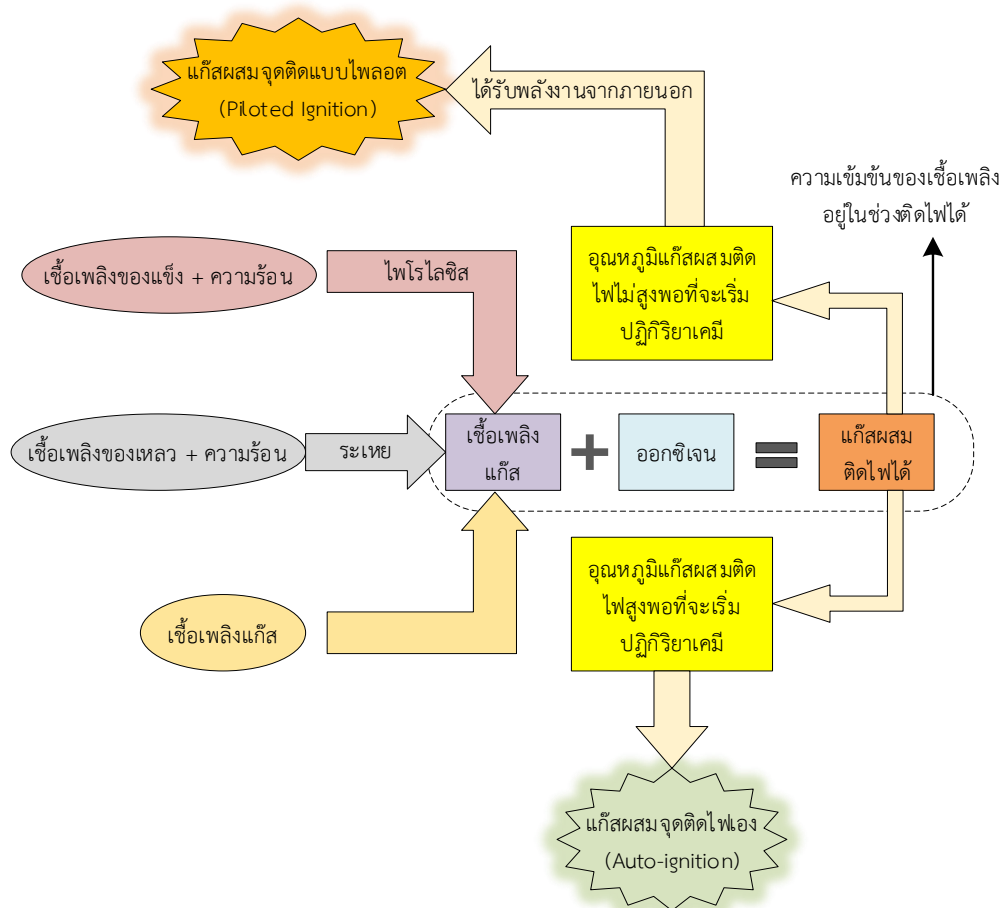 แก๊สผสมจุดติดแบบไพลอต
(Piloted Ignition)
ได้รับพลังงานจากภายนอก
ความเข้มข้นของเชื้อเพลิง
อยู่ในช่วงติดไฟได้
เชื้อเพลิงของแข็ง + ความร้อน
ไพโรไลซิส
อุณหภูมิแก๊สผสมติด
ไฟไม่สูงพอที่จะเริ่ม
ปฏิกิริยาเคมี
เชื้อเพลิงของเหลว + ความร้อน
ระเหย
เชื้อเพลิง
แก๊ส
+
ออกซิเจน
=
แก๊สผสม
ติดไฟได้
เชื้อเพลิงแก๊ส
อุณหภูมิแก๊สผสมติด
ไฟสูงพอที่จะเริ่ม
ปฏิกิริยาเคมี
แก๊สผสมจุดติดไฟเอง
(Auto-ignition)